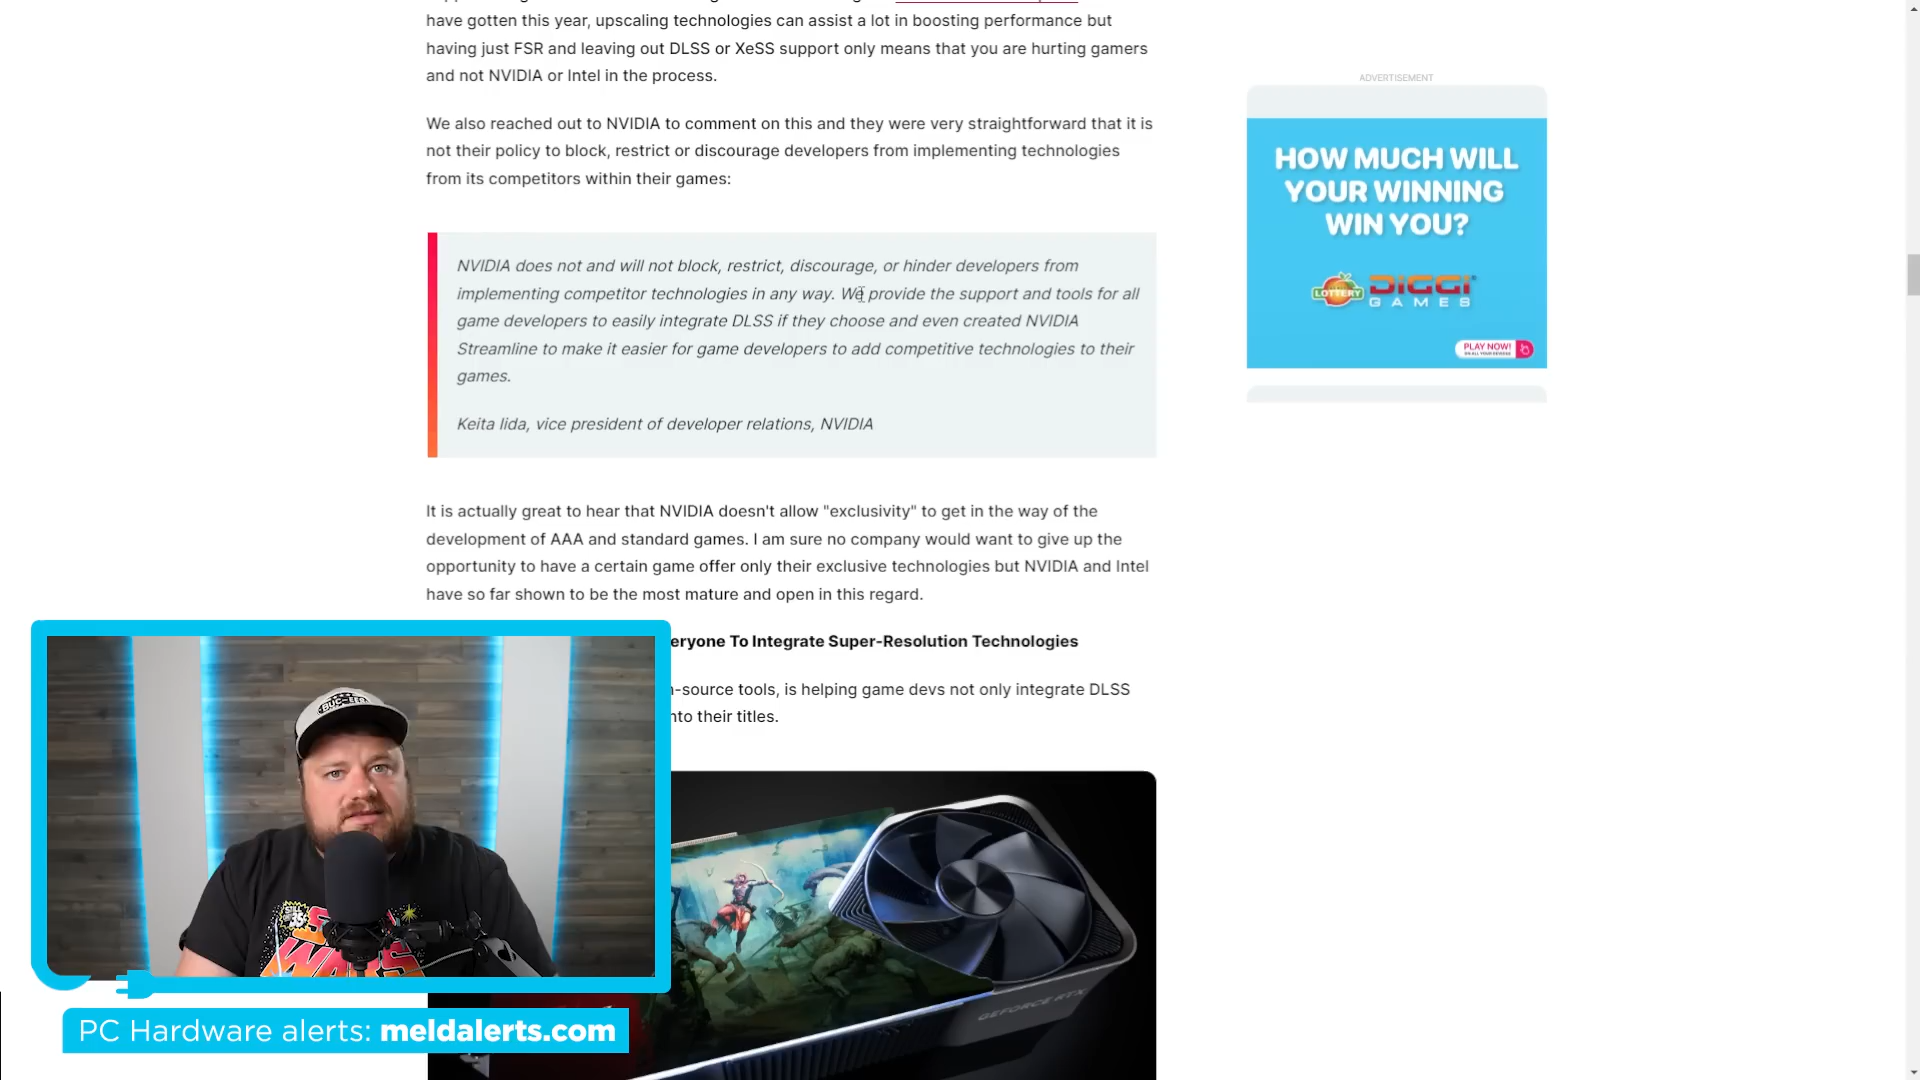 have gotten this year, upscaling technologies can assist a lot in boosting performance but
having just FSR and leaving out DLSS or XeSS support only means that you are hurting gamers
and not NVIDIA or Intel in the process.
We also reached out to NVIDIA to comment on this and they were very straightforward that it is
not their policy to block, restrict or discourage developers from implementing technologies
from its competitors within their games:
NVIDIA does not and will not block, restrict, discourage, or hinder developers from
implementing competitor technologies in any way. We provide the support and tools for all
game developers to easily integrate DLSS if they choose and even created NVIDIA
Streamline to make it easier for game developers to add competitive technologies to their
games.
Keita Iida, vice president of developer relations, NVIDIA
It is actually great to hear that NVIDIA doesn't allow "exclusivity" to get in the way of the
development of AAA and standard games. I am sure no company would want to give up the
opportunity to have a certain game offer only their exclusive technologies but NVIDIA and Intel
have so far shown to be the most mature and open in this regard.
eryone To Integrate Super-Resolution Technologies
-source tools, is helping game devs not only integrate DLSS
nto their titles.
ADVERTISEMENT
HOW MUCH WILL
YOUR WINNING
WIN YOU?
LOTTERY
DIGGI
GAMES
PLAY NOW!
BUC-EE'S
GEFORCE RTX
PC Hardware alerts: meldalerts.com